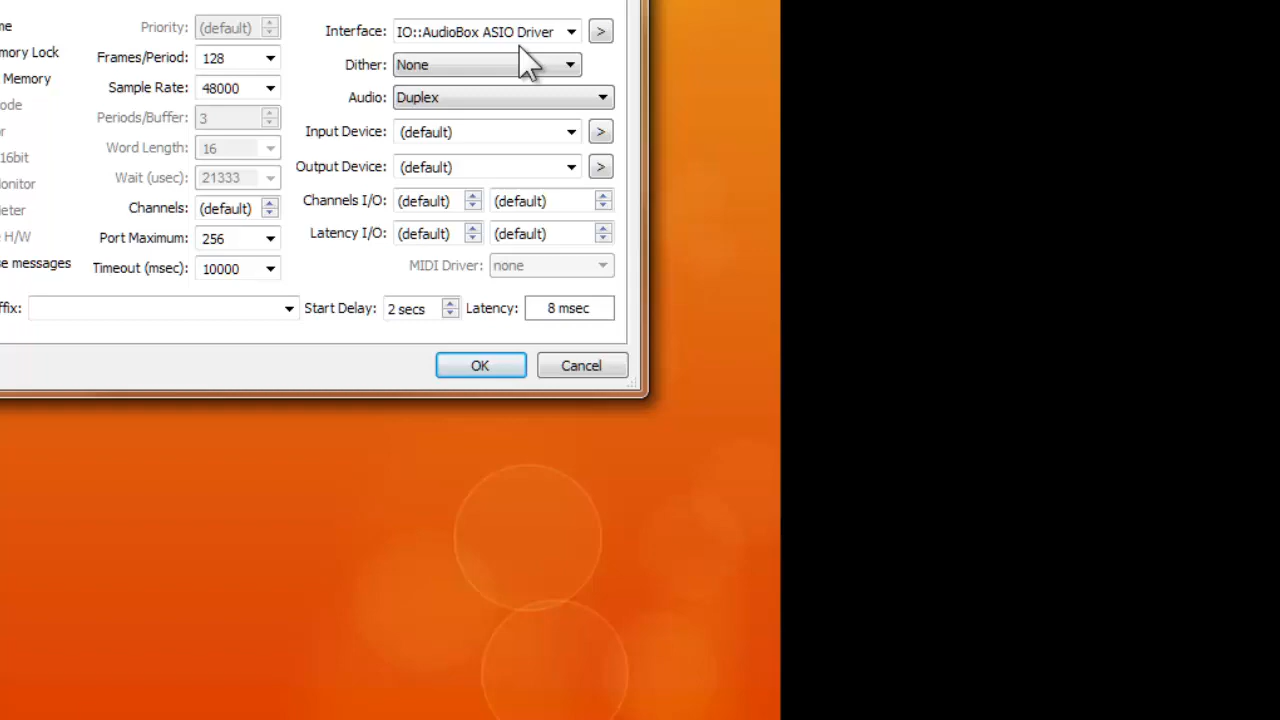 me
mory Lock
Memory
ode
or
16bit
onitor
eter
e H/W
se messages
Priority: (default)
Frames/Period: 128
Sample Rate: 48000
Periods/Buffer: 3
Word Length: 16
Wait (usec): 21333
Channels: (default)
Port Maximum: 256
Timeout (msec): 10000
Interface: IO::AudioBox ASIO Driver >
Dither: None
Audio: Duplex
Input Device: (default) >
Output Device: (default) >
Channels I/O: (default) (default)
Latency I/O: (default) (default)
MIDI Driver: none
ffix: Start Delay: 2 secs Latency: 8 msec
OK Cancel